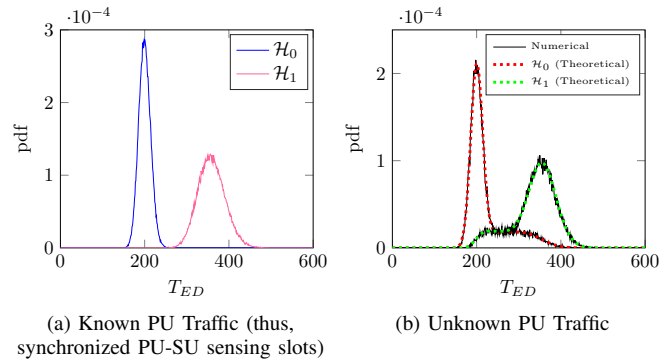 ·10⁻⁴
3
2
1
0
pdf
0 200 400 600
T_ED
H₀
H₁
(a) Known PU Traffic (thus,
synchronized PU-SU sensing slots)
·10⁻⁴
2
1
0
pdf
0 200 400 600
T_ED
Numerical
H₀ (Theoretical)
H₁ (Theoretical)
(b) Unknown PU Traffic